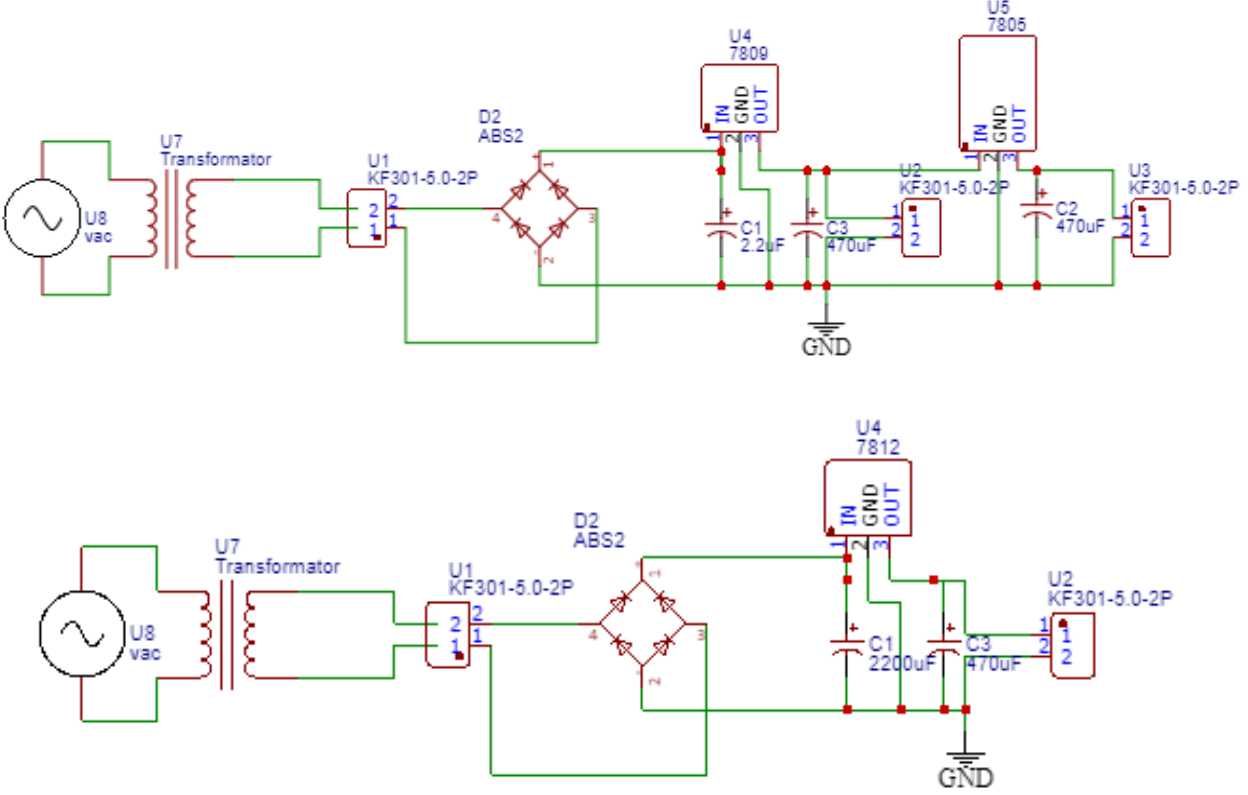 U5
7805
U4
7809
IN
GND
OUT
1
2
3
IN
GND
OUT
1
2
3
D2
ABS2
U7
Transformator
U1
KF301-5.0-2P
U2
KF301-5.0-2P
U3
KF301-5.0-2P
U8
vac
2
1
2
1
+
1
4
3
-
2
+
C1
2.2uF
+
C3
470uF
1
2
1
2
+
C2
470uF
1
2
1
2
GND
U4
7812
IN
GND
OUT
1
2
3
D2
ABS2
U7
Transformator
U1
KF301-5.0-2P
U2
KF301-5.0-2P
U8
vac
2
1
2
1
+
1
4
3
-
2
+
C1
2200uF
+
C3
470uF
1
2
1
2
GND